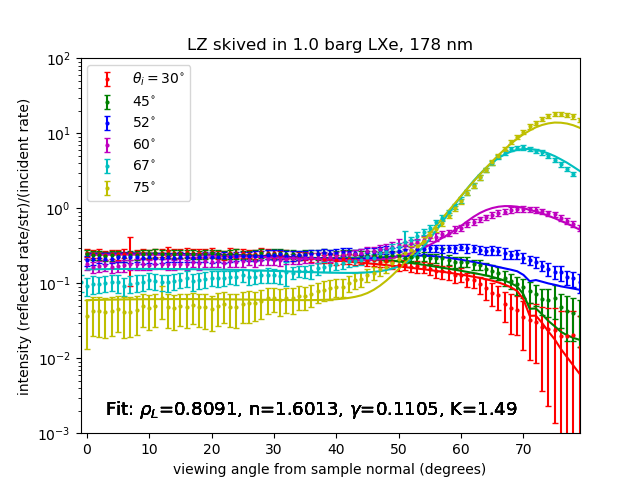 LZ skived in 1.0 barg LXe, 178 nm
intensity (reflected rate/str)/(incident rate)
10²
10¹
10⁰
10⁻¹
10⁻²
10⁻³
θᵢ = 30°
45°
52°
60°
67°
75°
Fit: ρ_L=0.8091, n=1.6013, γ=0.1105, K=1.49
0 10 20 30 40 50 60 70
viewing angle from sample normal (degrees)